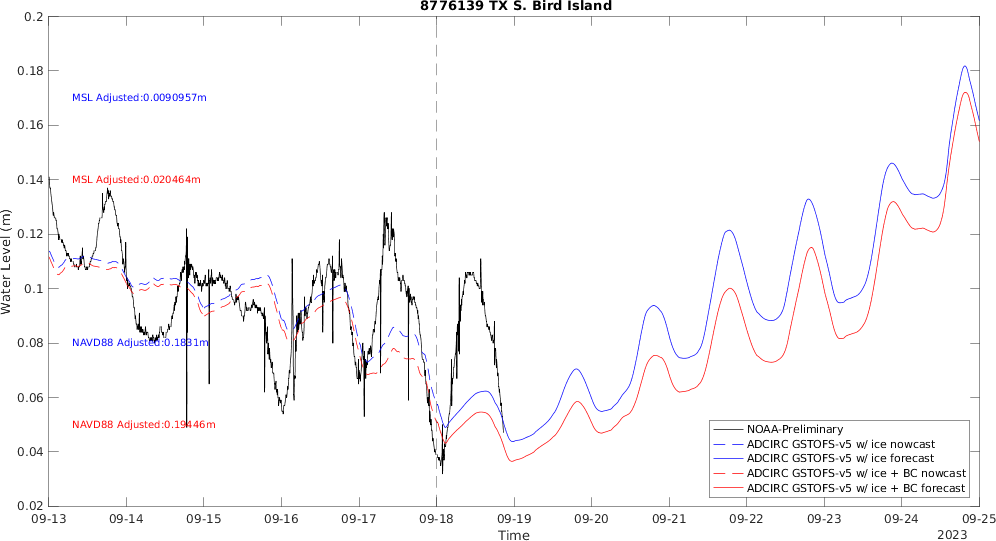 8776139 TX S. Bird Island
0.2
0.18
0.16
0.14
0.12
0.1
0.08
0.06
0.04
0.02
Water Level (m)
MSL Adjusted:0.0090957m
MSL Adjusted:0.020464m
NAVD88 Adjusted:0.1831m
NAVD88 Adjusted:0.19446m
NOAA-Preliminary
ADCIRC GSTOFS-v5 w/ ice nowcast
ADCIRC GSTOFS-v5 w/ ice forecast
ADCIRC GSTOFS-v5 w/ ice + BC nowcast
ADCIRC GSTOFS-v5 w/ ice + BC forecast
09-13 09-14 09-15 09-16 09-17 09-18 09-19 09-20 09-21 09-22 09-23 09-24 09-25
Time
2023